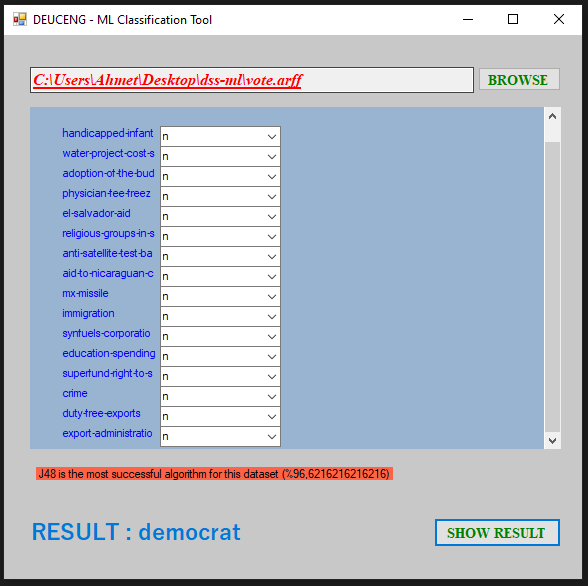 DEUCENG - ML Classification Tool
C:\Users\Ahmet\Desktop\dss-ml\vote.arff
BROWSE
handicapped-infant n
water-project-cost-s n
adoption-of-the-bud n
physician-fee-freez n
el-salvador-aid n
religious-groups-in-s n
anti-satellite-test-ba n
aid-to-nicaraguan-c n
mx-missile n
immigration n
synfuels-corporatio n
education-spending n
superfund-right-to-s n
crime n
duty-free-exports n
export-administratio n
J48 is the most successful algorithm for this dataset (%96,6216216216216)
RESULT : democrat
SHOW RESULT